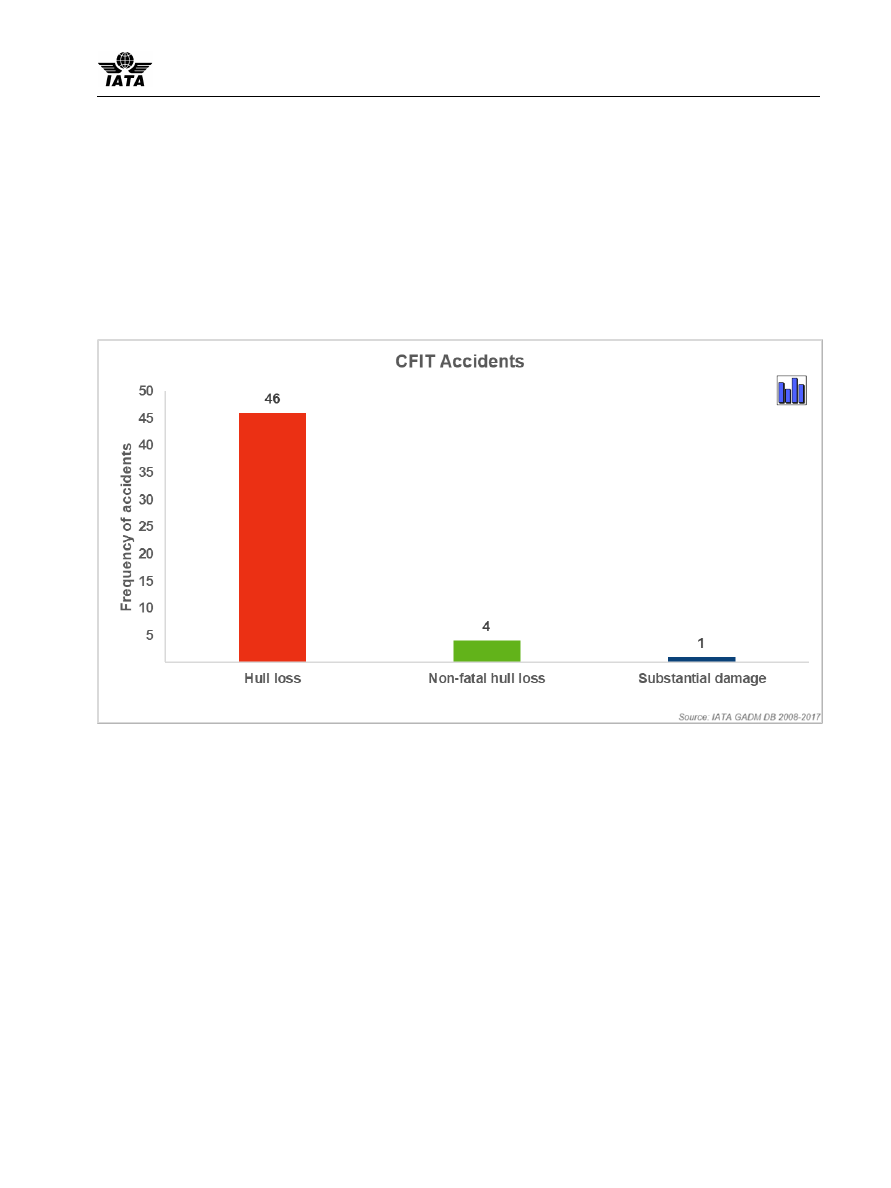 IATA
CFIT Accidents
50
45
40
35
30
25
20
15
10
5
Frequency of accidents
46
4
1
Hull loss
Non-fatal hull loss
Substantial damage
Source: IATA GADM DB 2008-2017